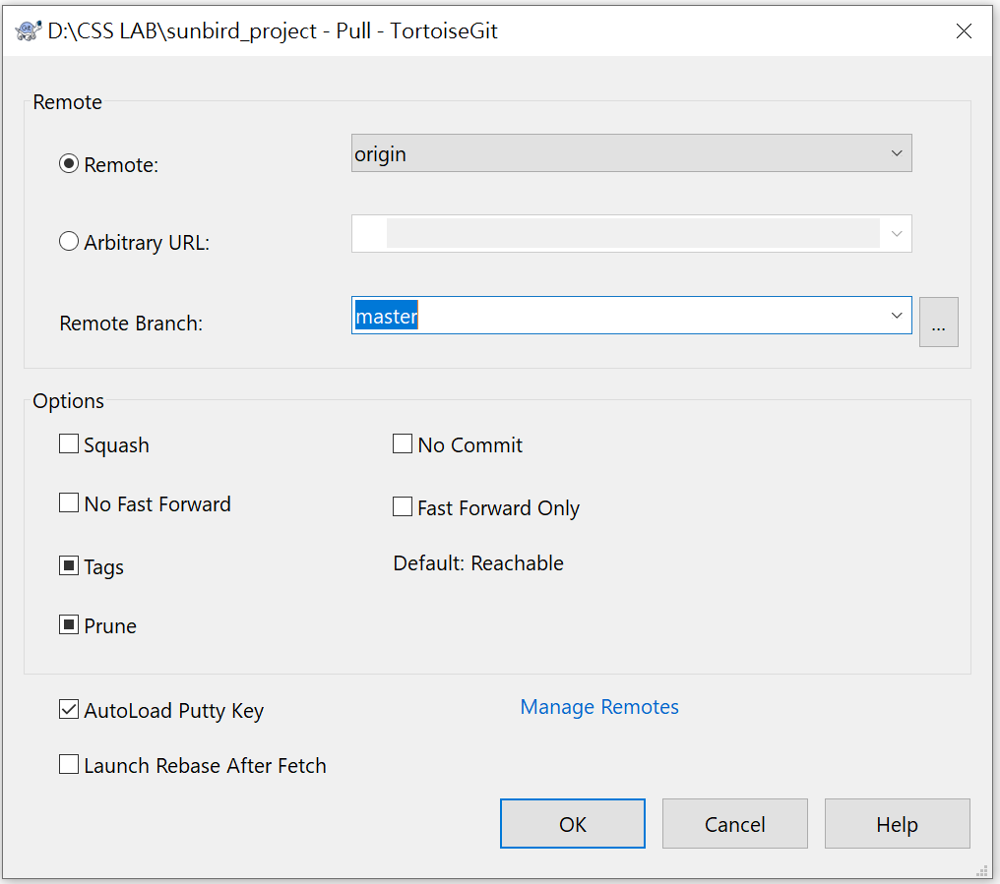 D:\CSS LAB\sunbird_project - Pull - TortoiseGit
Remote
Remote:
origin
Arbitrary URL:
Remote Branch:
master
...
Options
Squash
No Commit
No Fast Forward
Fast Forward Only
Tags
Default: Reachable
Prune
AutoLoad Putty Key
Manage Remotes
Launch Rebase After Fetch
OK
Cancel
Help